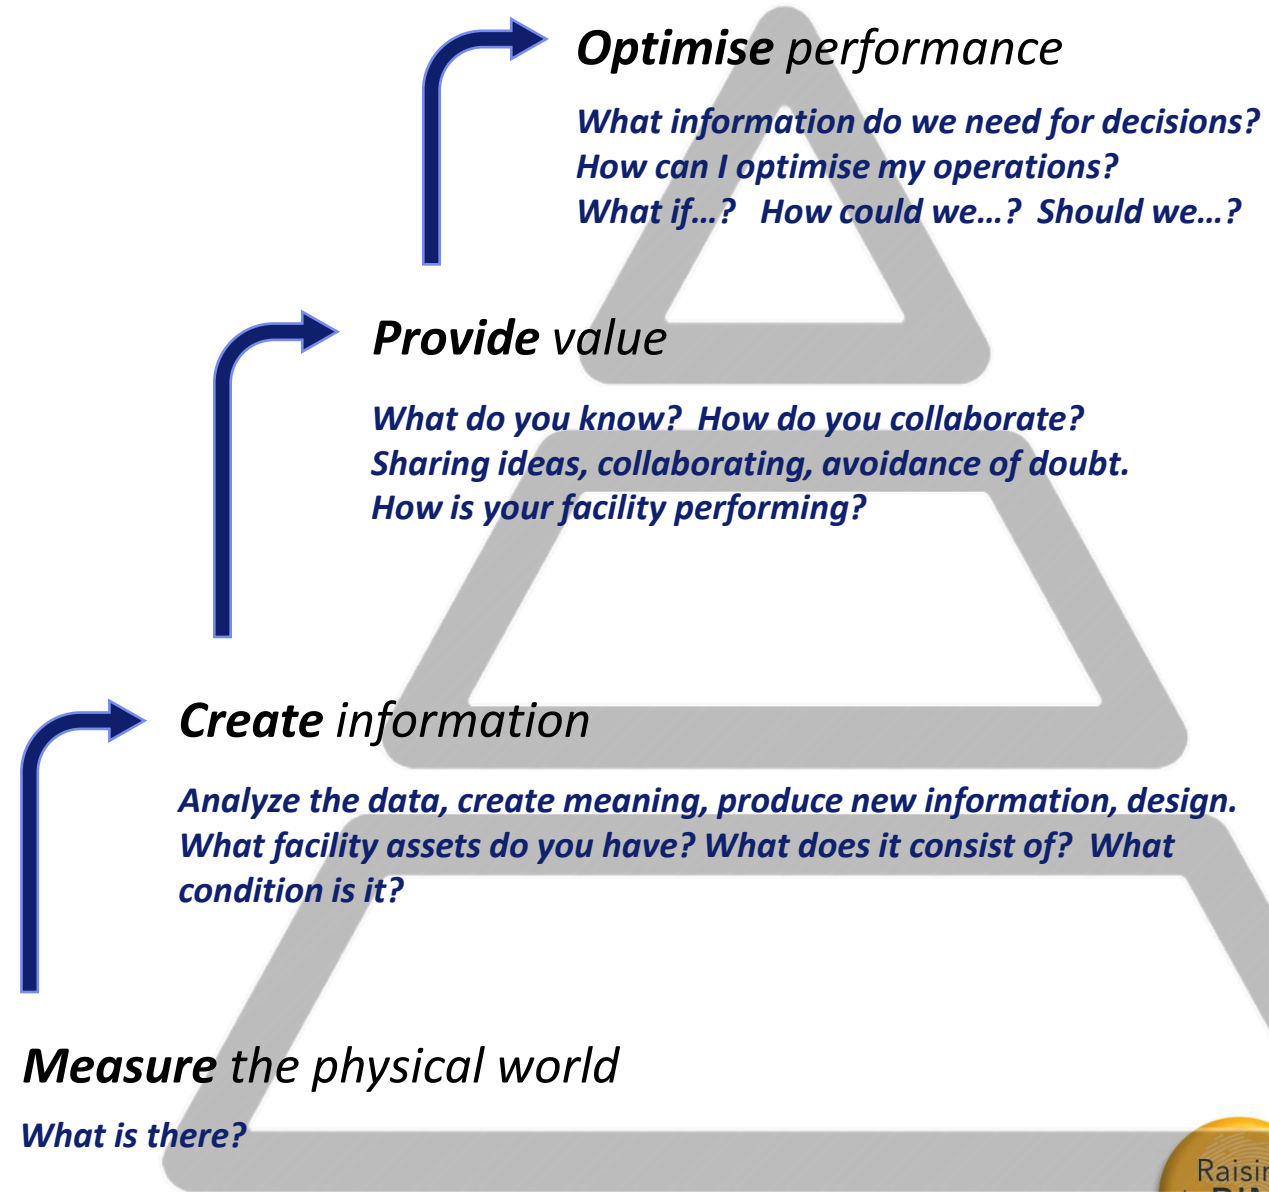 Optimise performance
What information do we need for decisions?
How can I optimise my operations?
What if...? How could we...? Should we...?
Provide value
What do you know? How do you collaborate?
Sharing ideas, collaborating, avoidance of doubt.
How is your facility performing?
Create information
Analyze the data, create meaning, produce new information, design.
What facility assets do you have? What does it consist of? What
condition is it?
Measure the physical world
What is there?